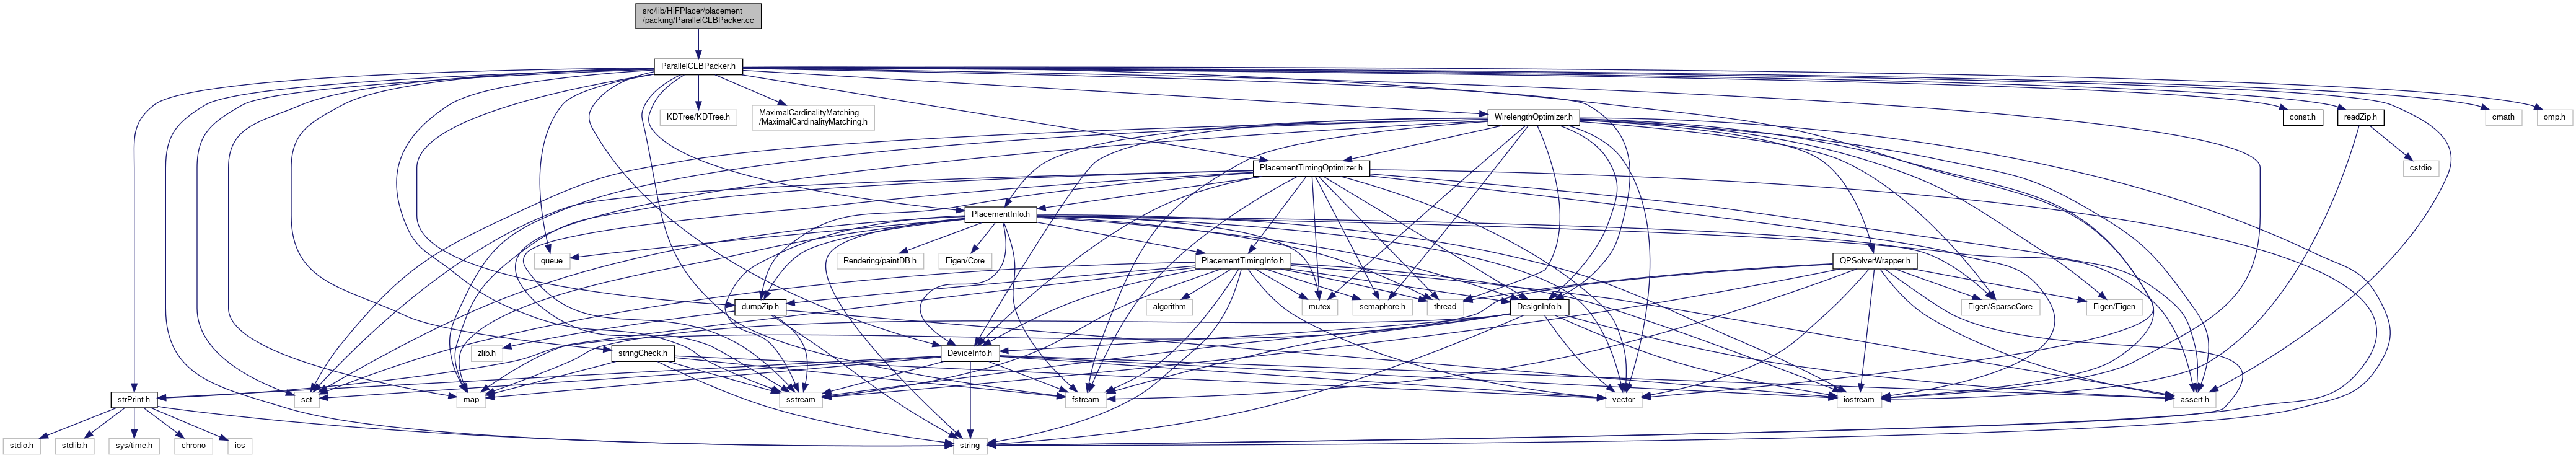 src/lib/HiFPlacer/placement
/packing/ParallelCLBPacker.cc
ParallelCLBPacker.h
KDTree/KDTree.h
MaximalCardinalityMatching
/MaximalCardinalityMatching.h
WirelengthOptimizer.h
const.h
readZip.h
cmath
omp.h
PlacementTimingOptimizer.h
cstdio
PlacementInfo.h
queue
Rendering/paintDB.h
Eigen/Core
PlacementTimingInfo.h
QPSolverWrapper.h
dumpZip.h
algorithm
mutex
semaphore.h
thread
DesignInfo.h
Eigen/SparseCore
Eigen/Eigen
zlib.h
stringCheck.h
DeviceInfo.h
strPrint.h
set
map
sstream
fstream
vector
iostream
assert.h
stdio.h
stdlib.h
sys/time.h
chrono
ios
string